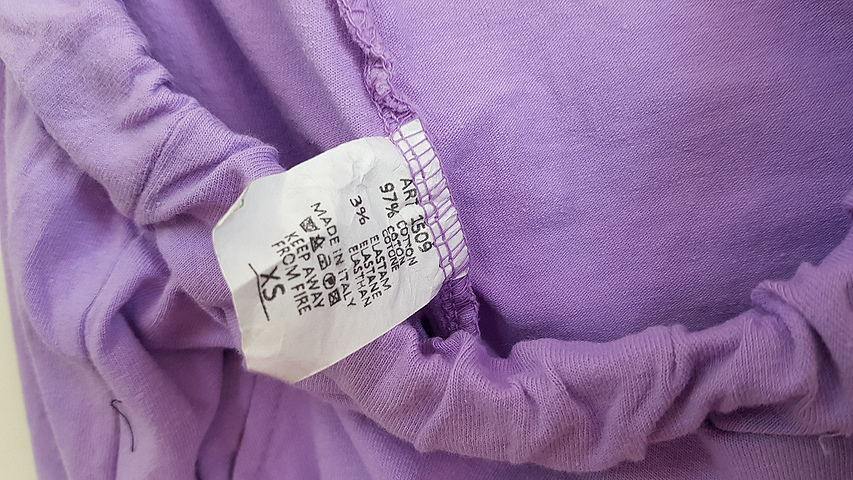 ART 1509
97% COTTON
COTON
COTONE
3% ELASTAM
ELASTANE
ELASTHAN
MADE IN ITALY
KEEP AWAY
FROM FIRE
XS